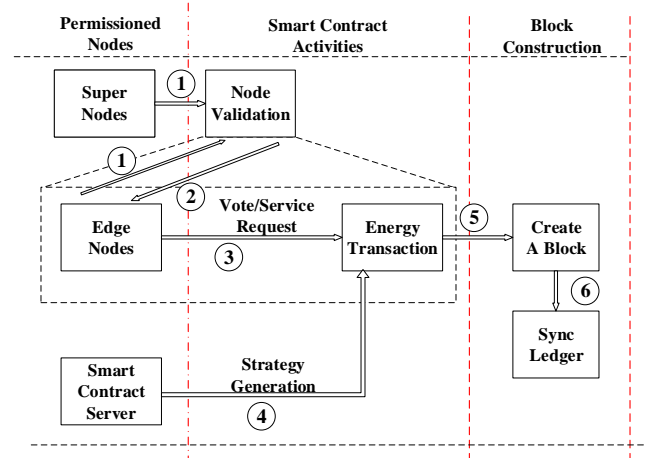 Permissioned
Nodes
Smart Contract
Activities
Block
Construction
Super
Nodes
1
Node
Validation
1
2
Edge
Nodes
Vote/Service
Request
3
Energy
Transaction
5
Create
A Block
6
Sync
Ledger
Smart
Contract
Server
Strategy
Generation
4